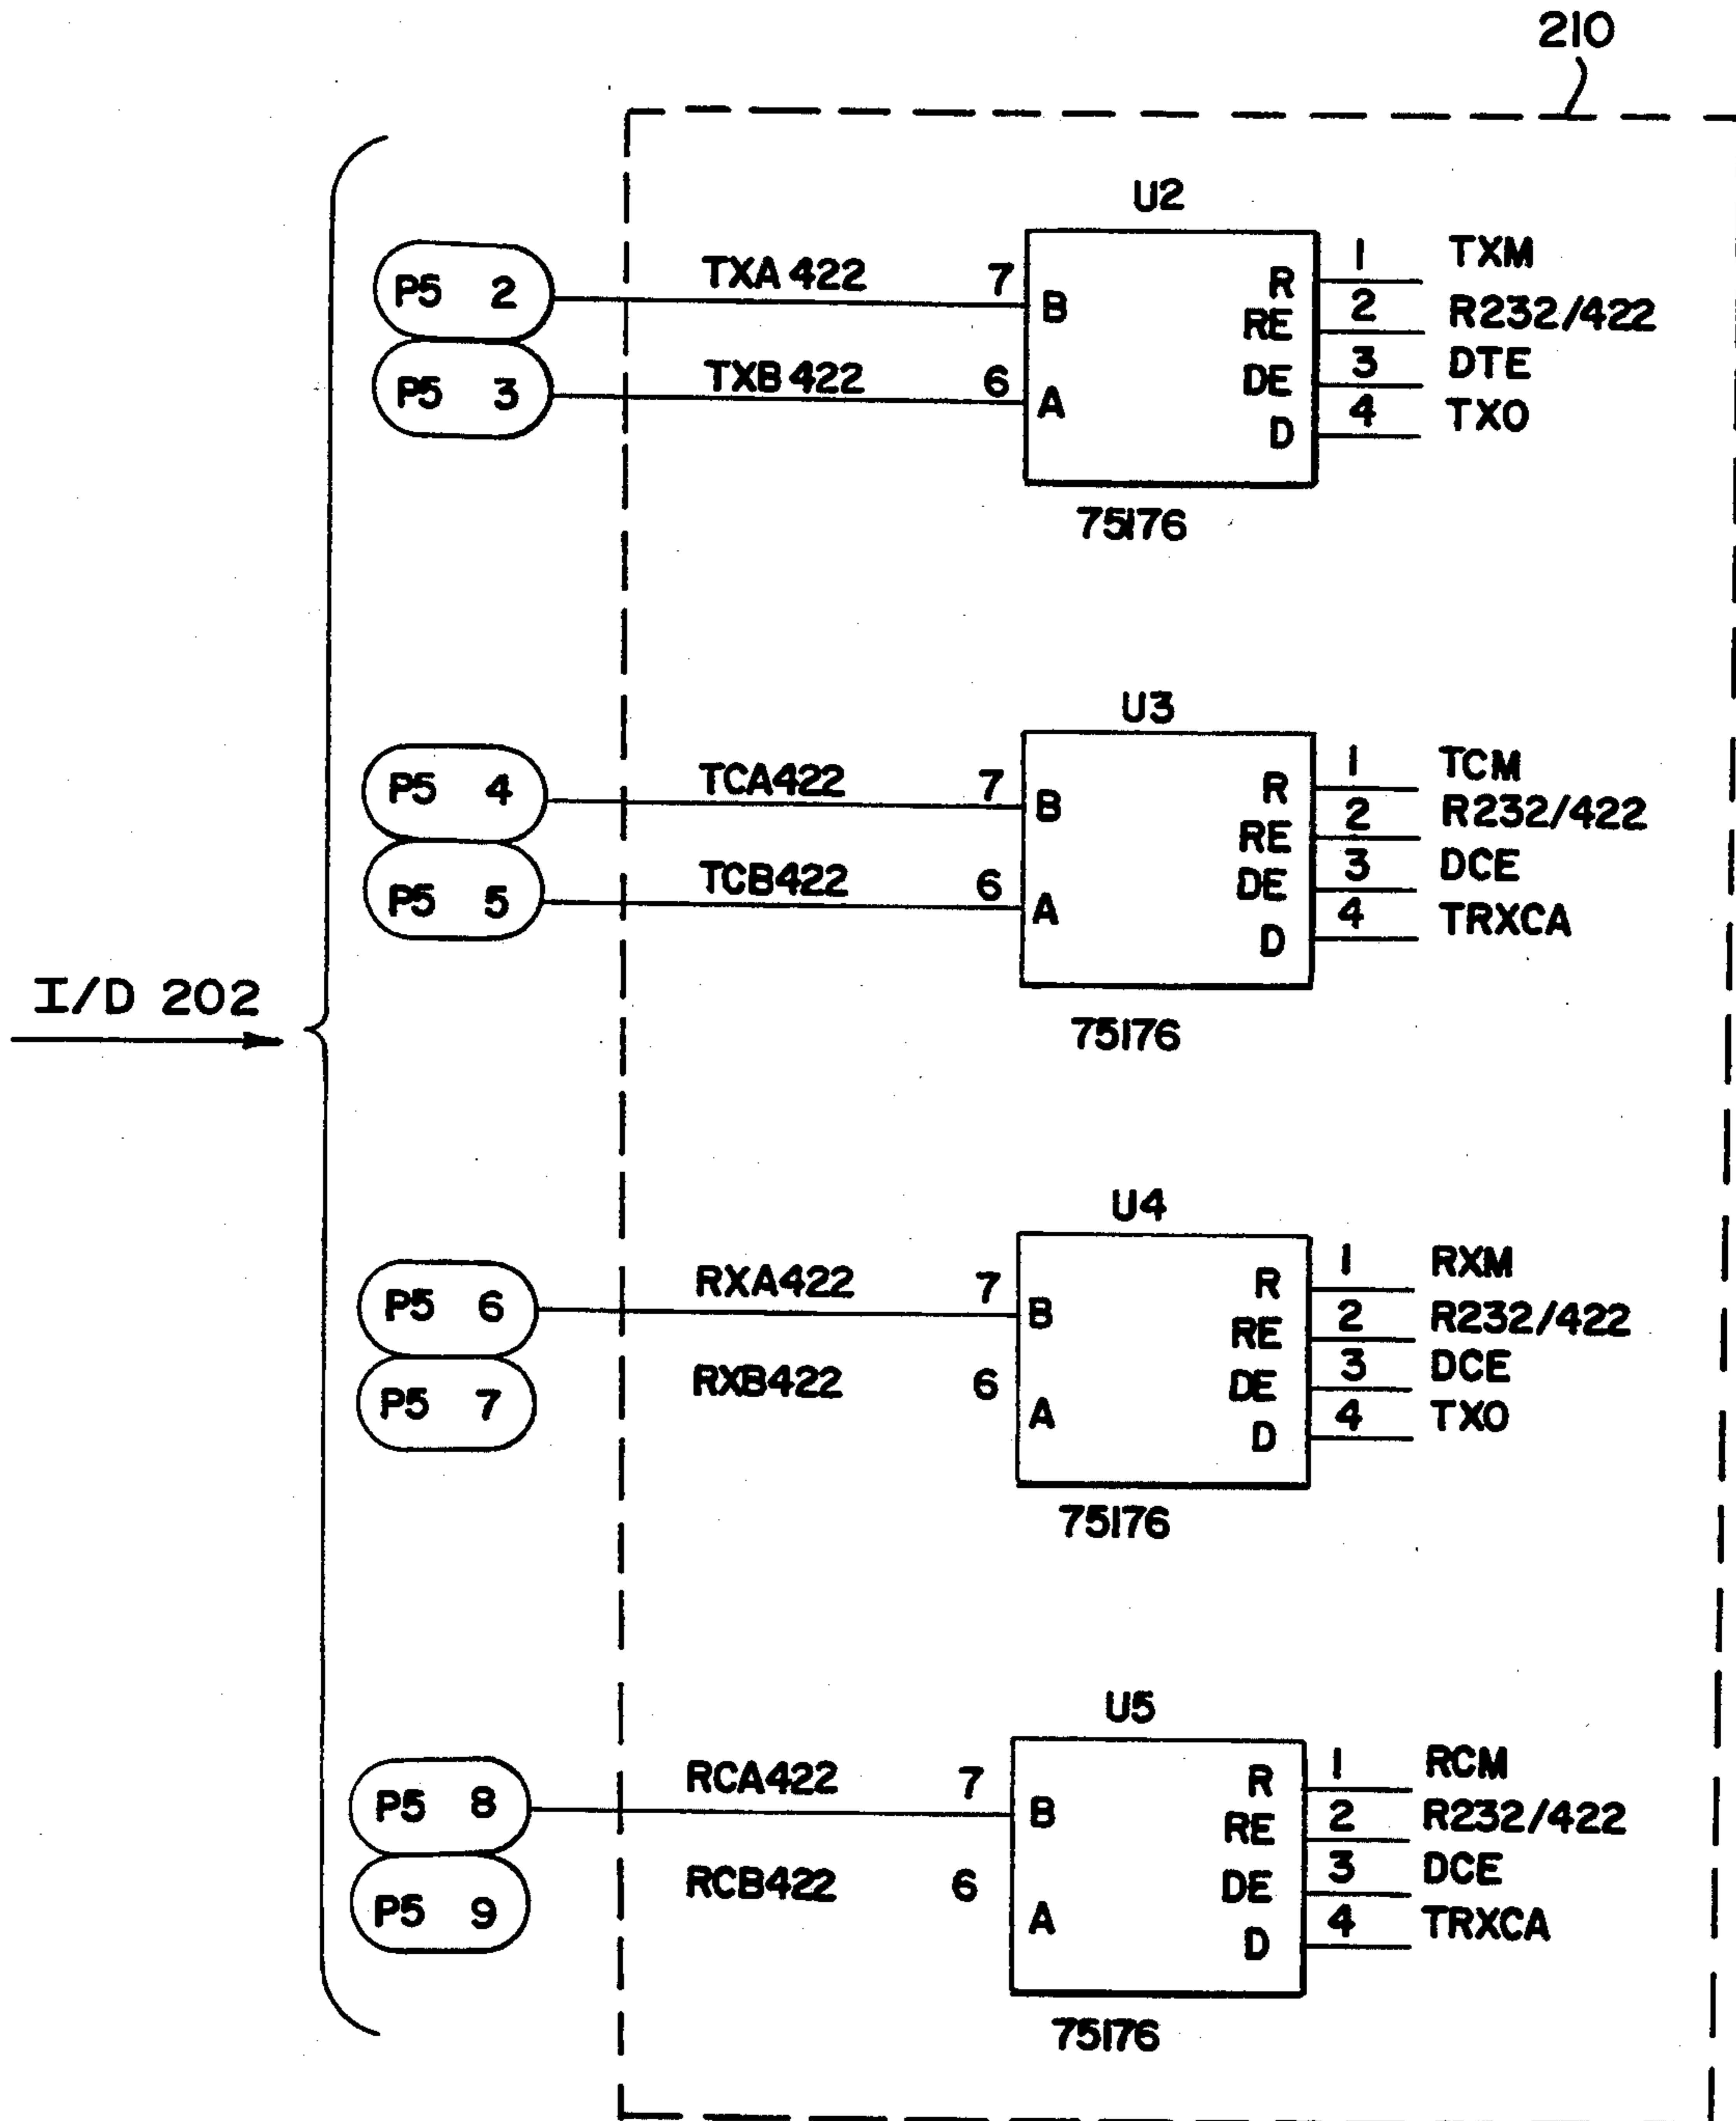 210
U2
P5 2 TXA422 7 B R 1 TXM
RE 2 R232/422
P5 3 TXB422 6 A DE 3 DTE
D 4 TXO
75176
U3
P5 4 TCA422 7 B R 1 TCM
RE 2 R232/422
P5 5 TCB422 6 A DE 3 DCE
D 4 TRXCA
I/D 202
75176
U4
P5 6 RXA422 7 B R 1 RXM
RE 2 R232/422
P5 7 RXB422 6 A DE 3 DCE
D 4 TXO
75176
U5
P5 8 RCA422 7 B R 1 RCM
RE 2 R232/422
P5 9 RCB422 6 A DE 3 DCE
D 4 TRXCA
75176